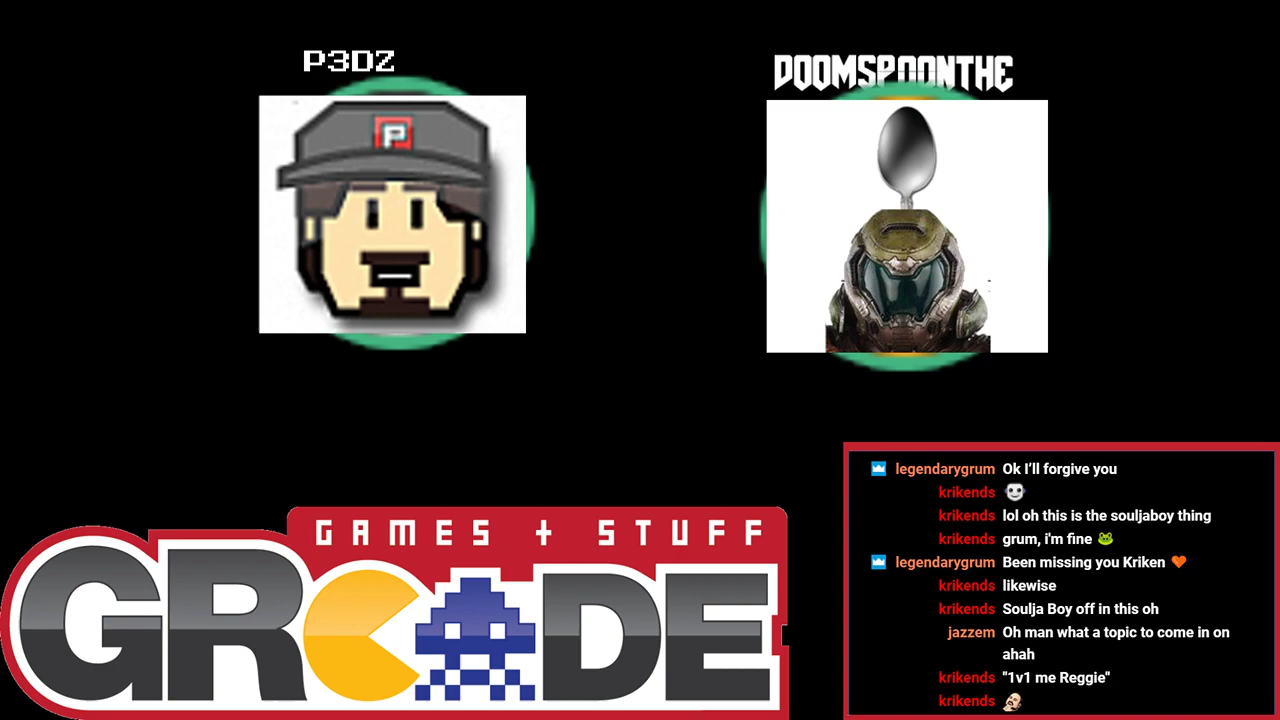 P3DZ
DOOMSPOONTHE
P
GAMES + STUFF
GRCADE
legendarygrum Ok I'll forgive you
krikends
krikends lol oh this is the souljaboy thing
krikends grum, i'm fine 🐸
legendarygrum Been missing you Kriken 🧡
krikends likewise
krikends Soulja Boy off in this oh
jazzem Oh man what a topic to come in on
ahah
krikends "1v1 me Reggie"
krikends